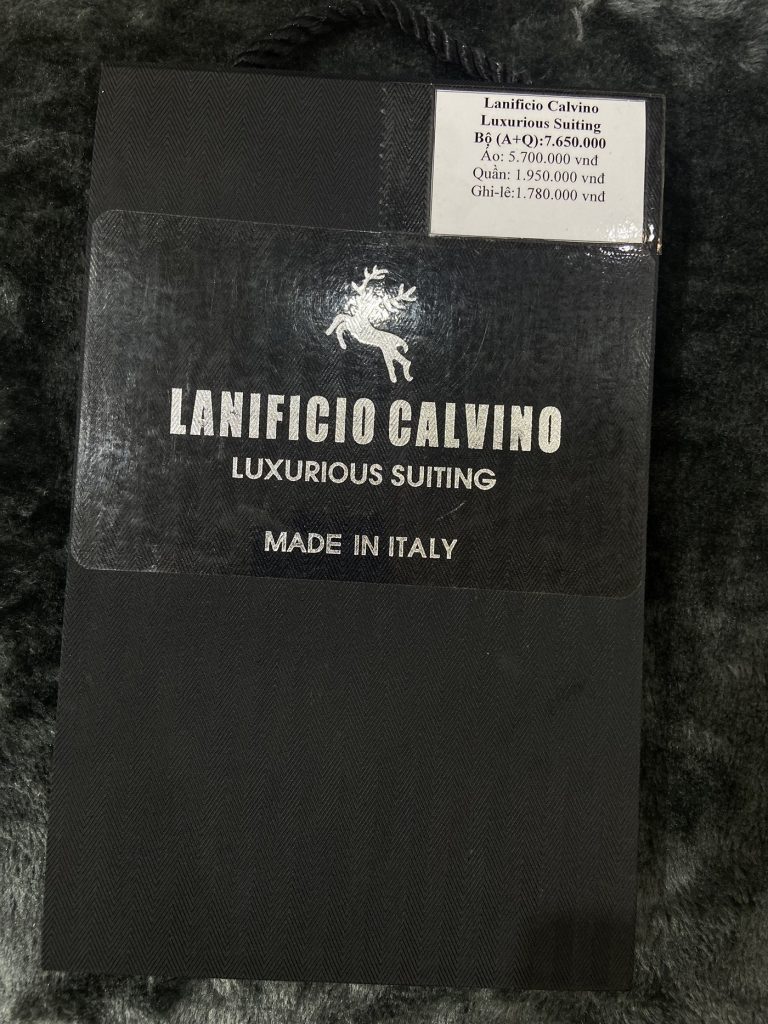 Lanificio Calvino
Luxurious Suiting
Bộ (A+Q):7.650.000
Áo: 5.700.000 vnđ
Quần: 1.950.000 vnđ
Ghi-lê:1.780.000 vnđ
LANIFICIO CALVINO
LUXURIOUS SUITING
MADE IN ITALY